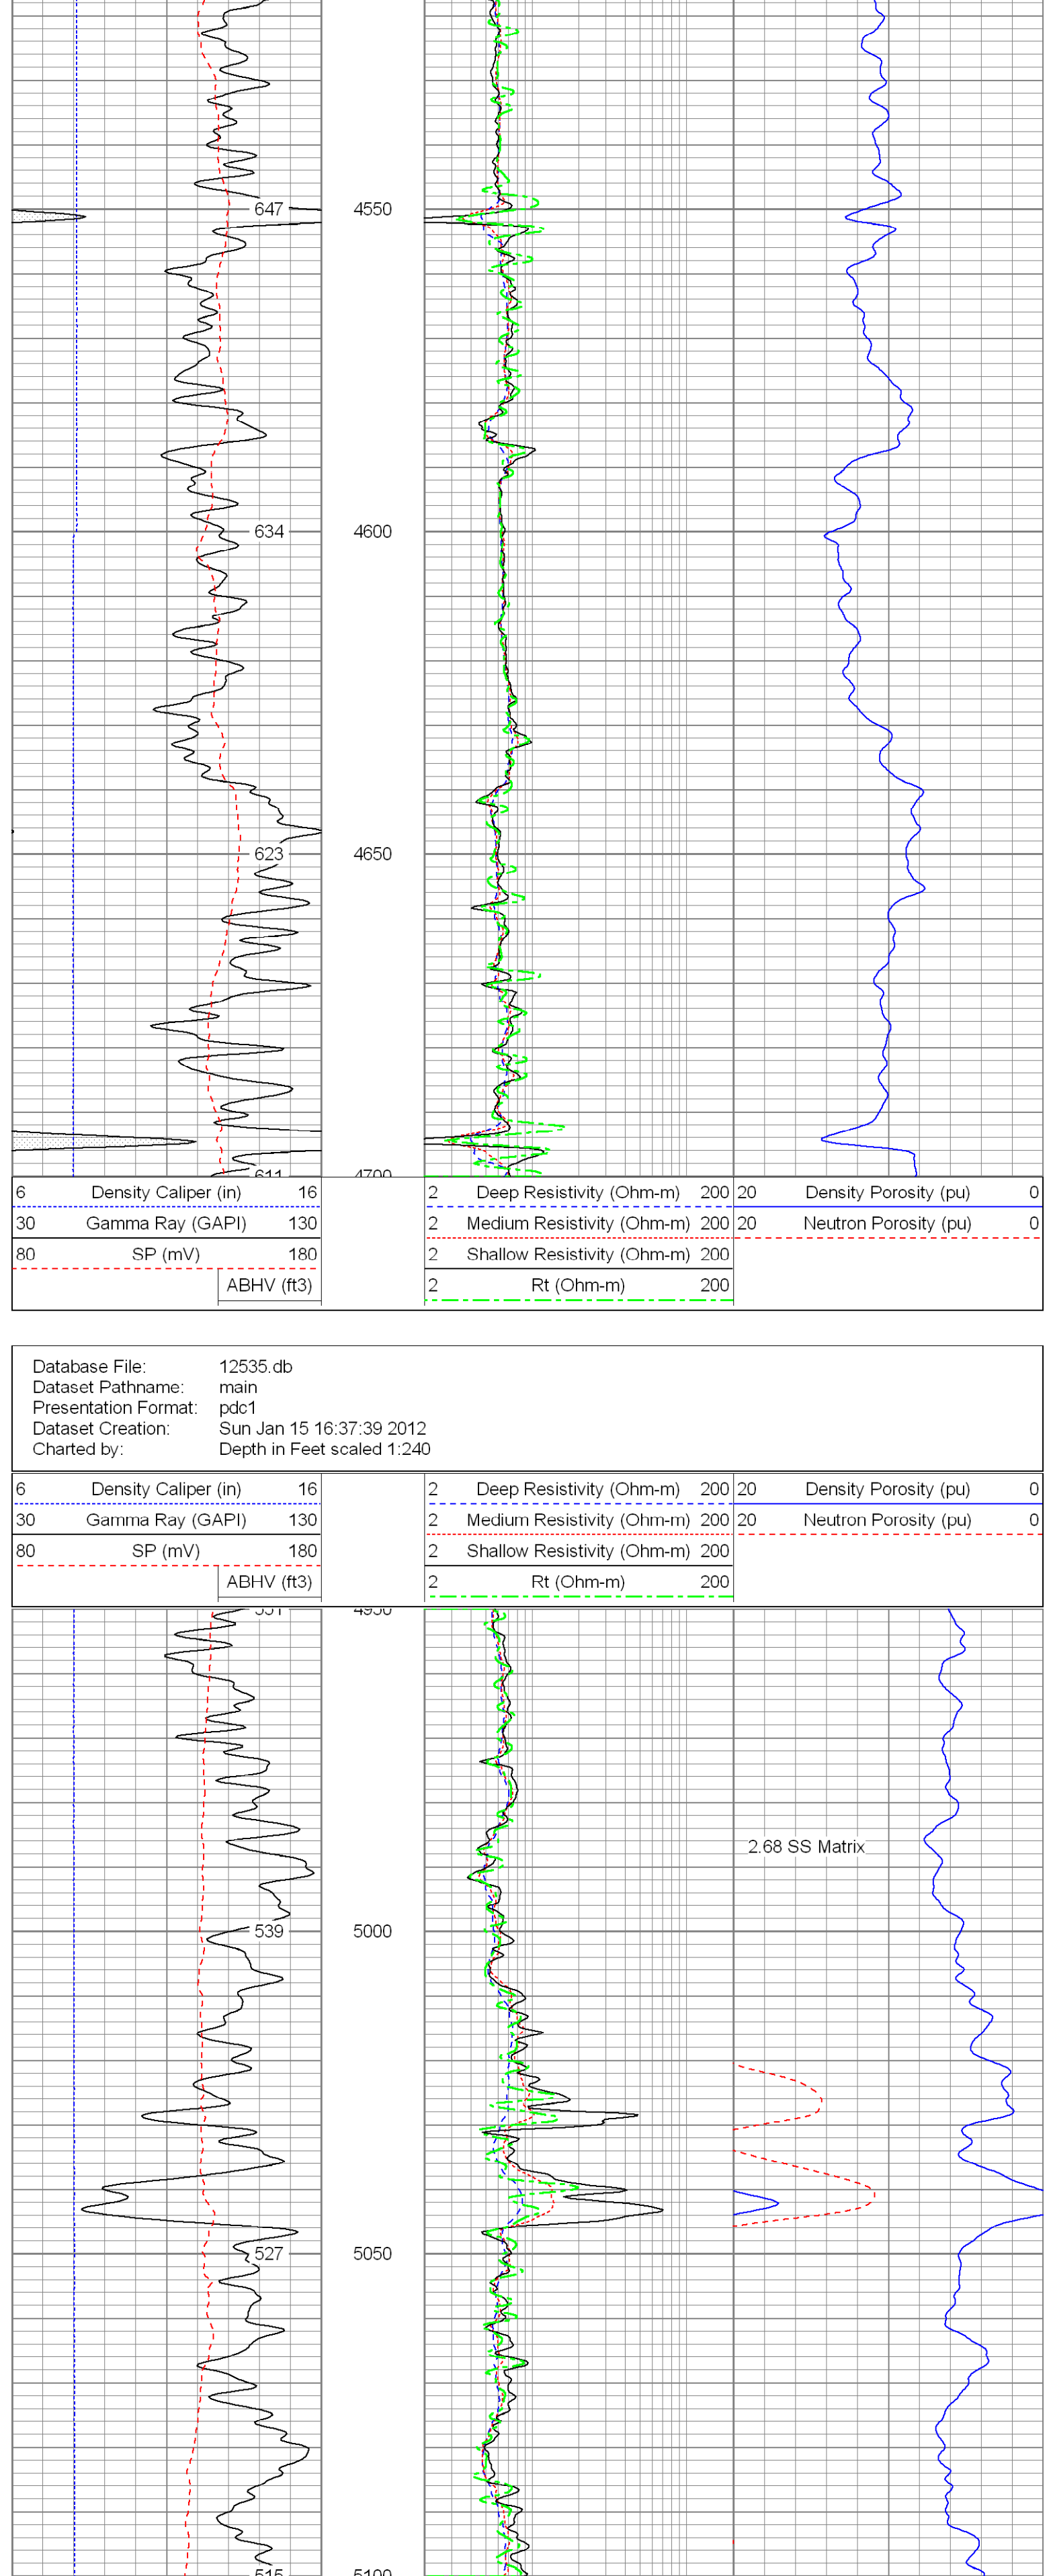 647 4550
634 4600
623 4650
611 4700
6 Density Caliper (in) 16 2 Deep Resistivity (Ohm-m) 200 20 Density Porosity (pu) 0
30 Gamma Ray (GAPI) 130 2 Medium Resistivity (Ohm-m) 200 20 Neutron Porosity (pu) 0
80 SP (mV) 180 2 Shallow Resistivity (Ohm-m) 200
ABHV (ft3) 2 Rt (Ohm-m) 200
Database File: 12535.db
Dataset Pathname: main
Presentation Format: pdc1
Dataset Creation: Sun Jan 15 16:37:39 2012
Charted by: Depth in Feet scaled 1:240
6 Density Caliper (in) 16 2 Deep Resistivity (Ohm-m) 200 20 Density Porosity (pu) 0
30 Gamma Ray (GAPI) 130 2 Medium Resistivity (Ohm-m) 200 20 Neutron Porosity (pu) 0
80 SP (mV) 180 2 Shallow Resistivity (Ohm-m) 200
ABHV (ft3) 2 Rt (Ohm-m) 200
551 4950
2.68 SS Matrix
539 5000
527 5050
515 5100